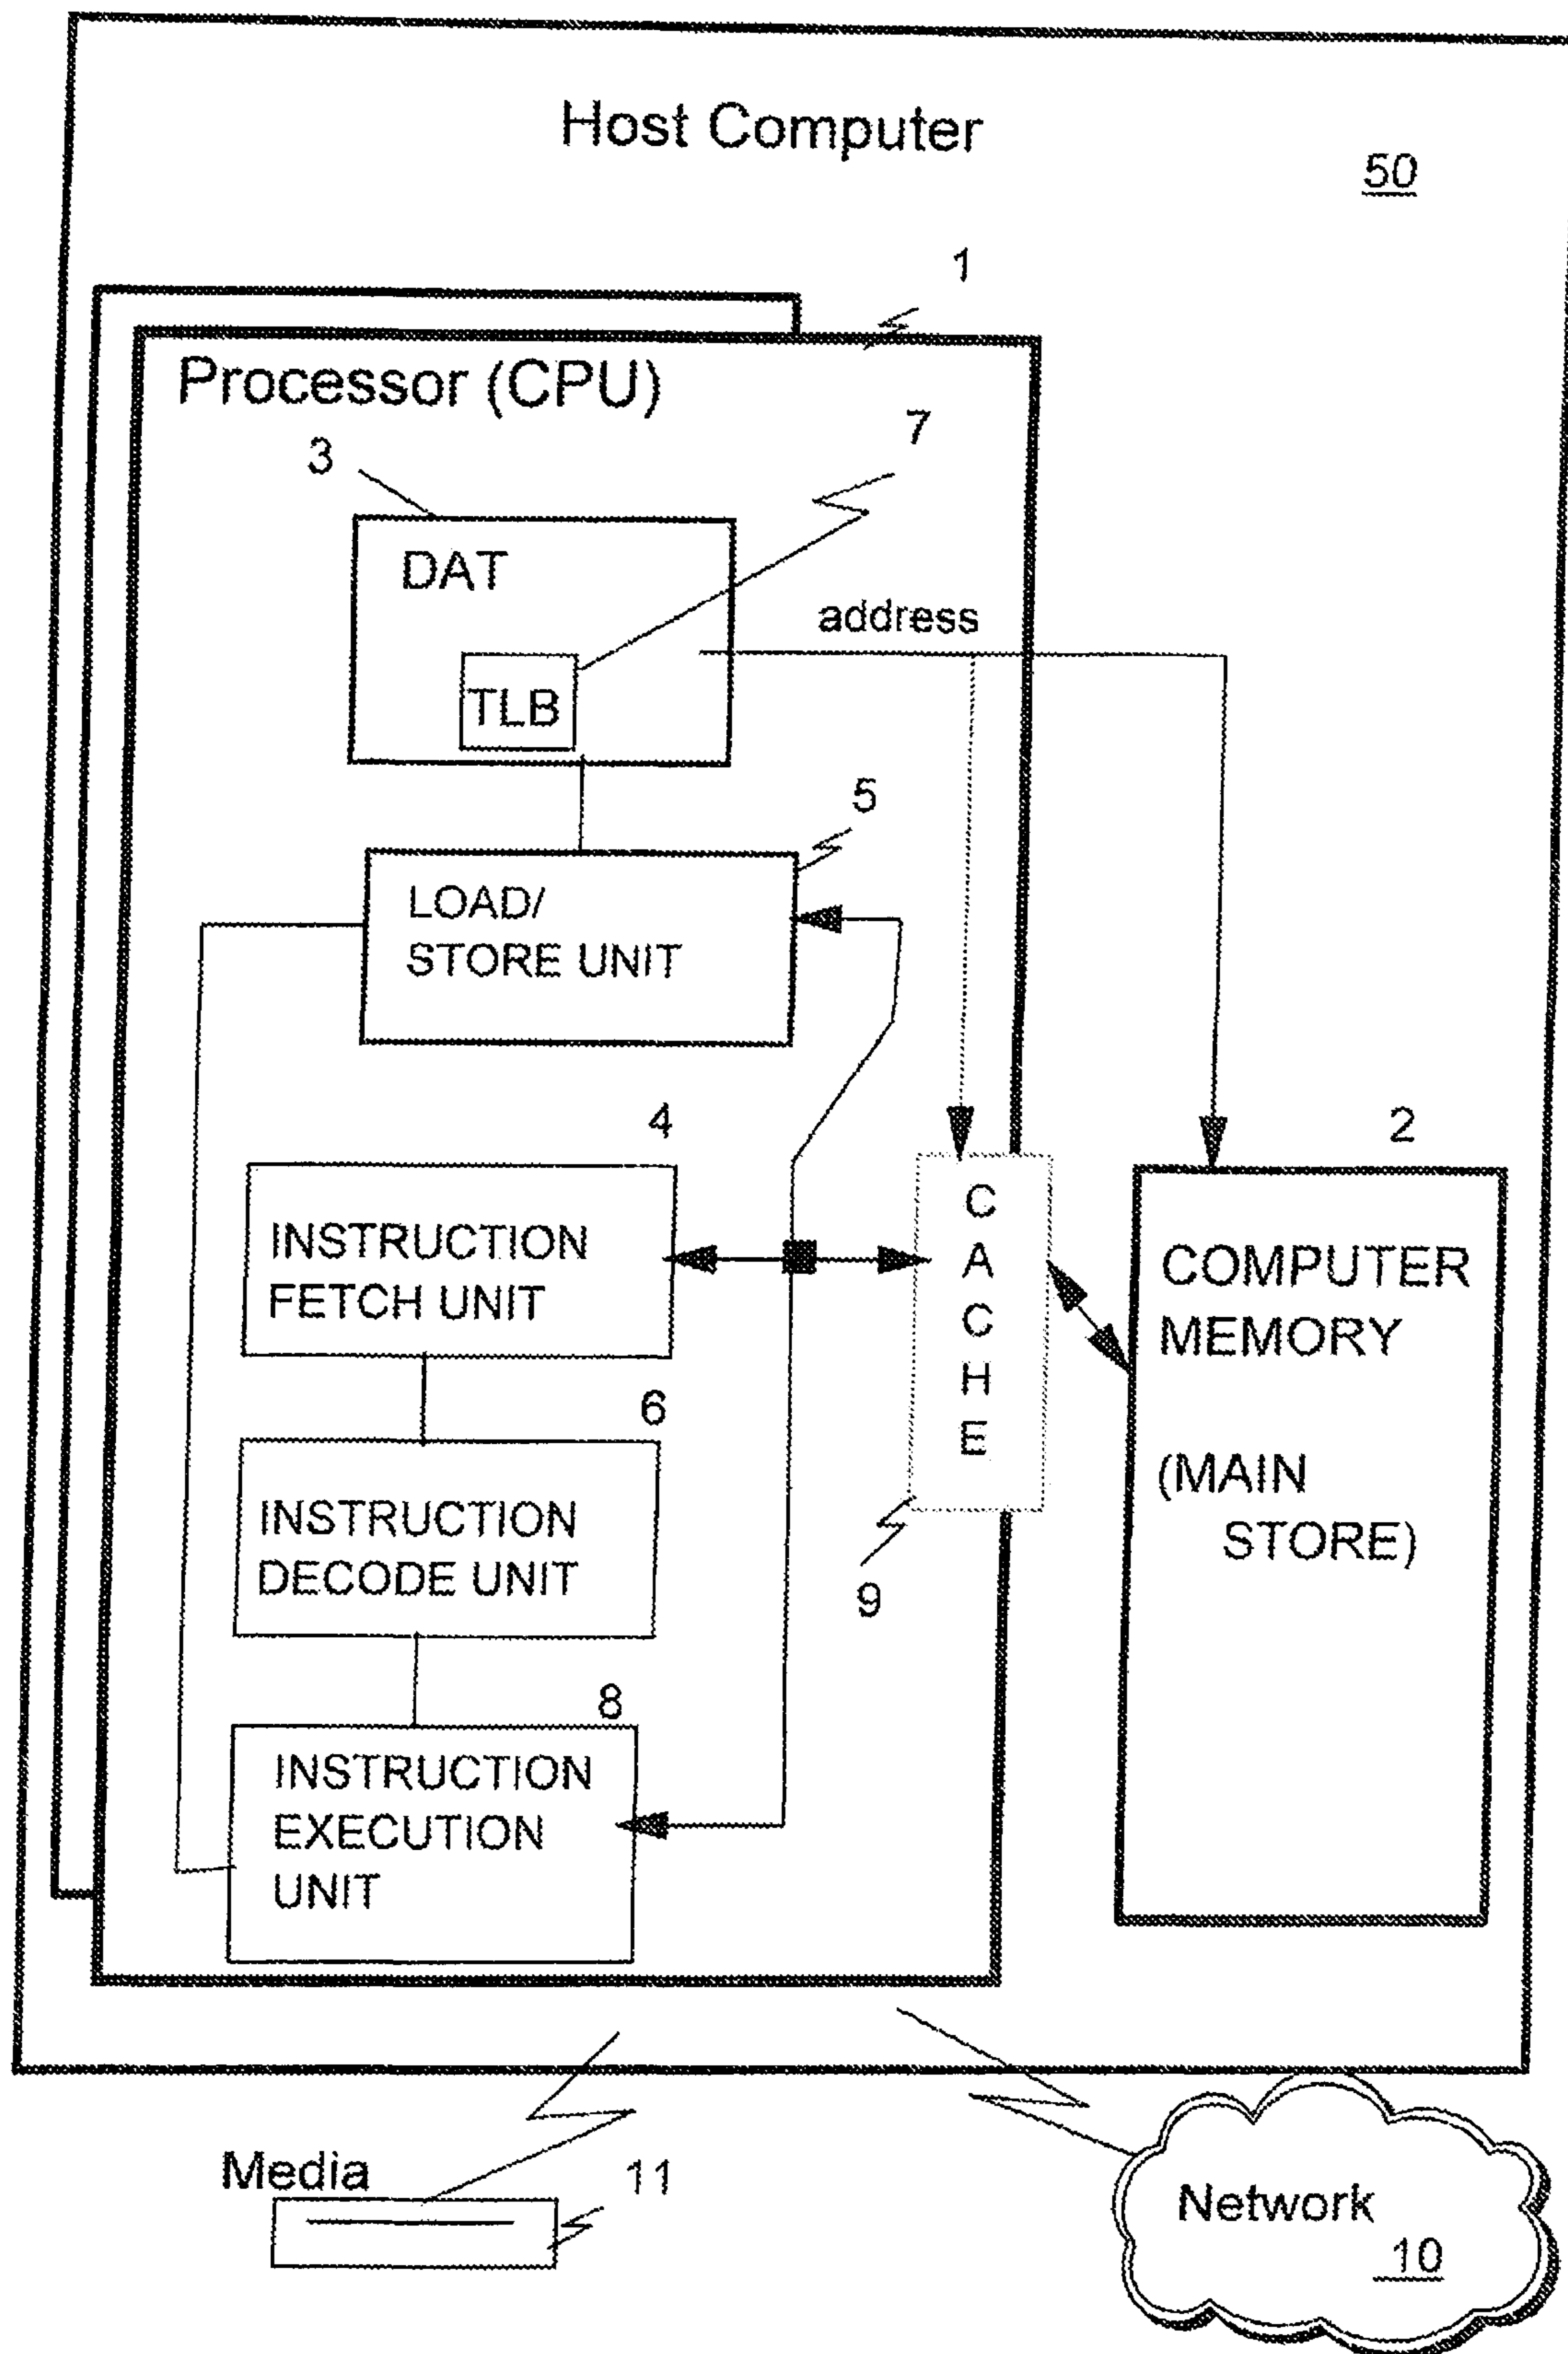 Host Computer
50
1
Processor (CPU)
7
3
DAT
address
TLB
5
LOAD/
STORE UNIT
4
2
INSTRUCTION
FETCH UNIT
C
A
C
H
E
COMPUTER
MEMORY
(MAIN
STORE)
6
INSTRUCTION
DECODE UNIT
9
8
INSTRUCTION
EXECUTION
UNIT
Media
11
Network
10